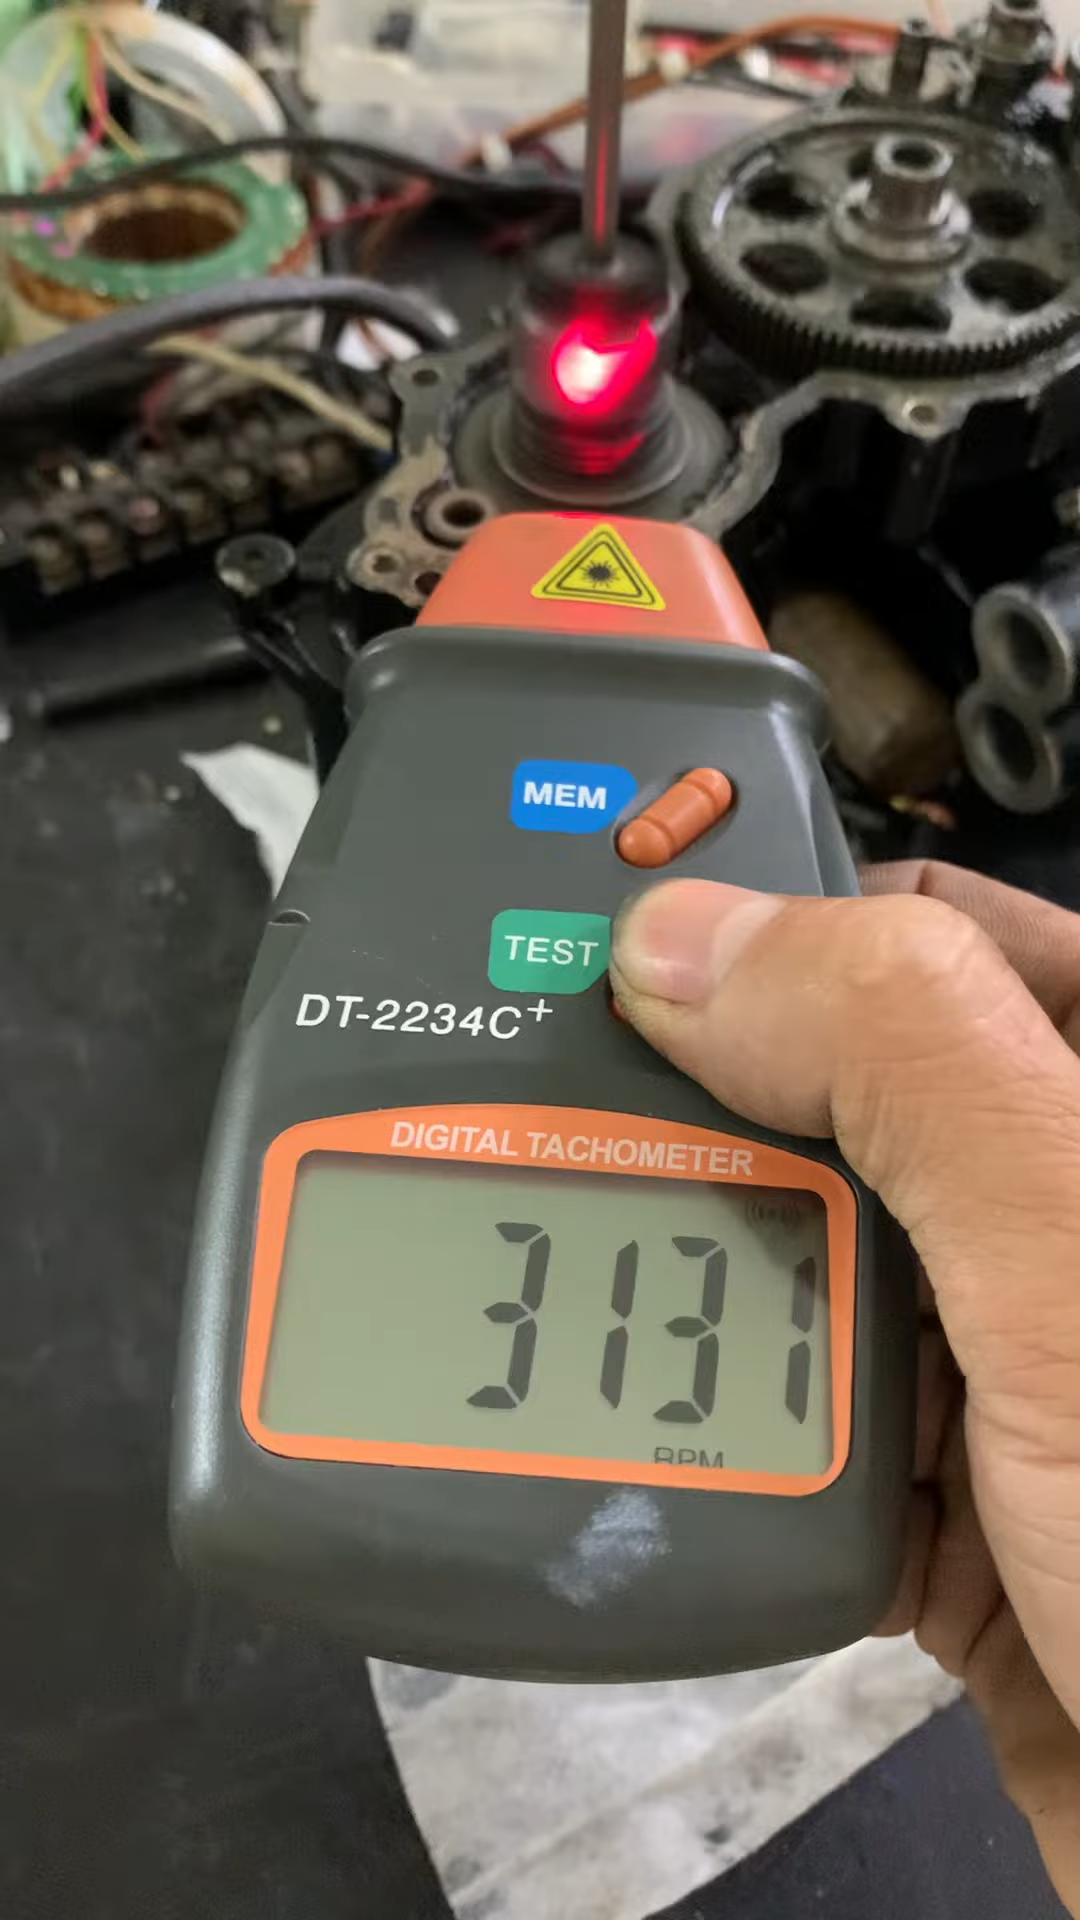 MEM
TEST
DT-2234C+
DIGITAL TACHOMETER
3131
RPM